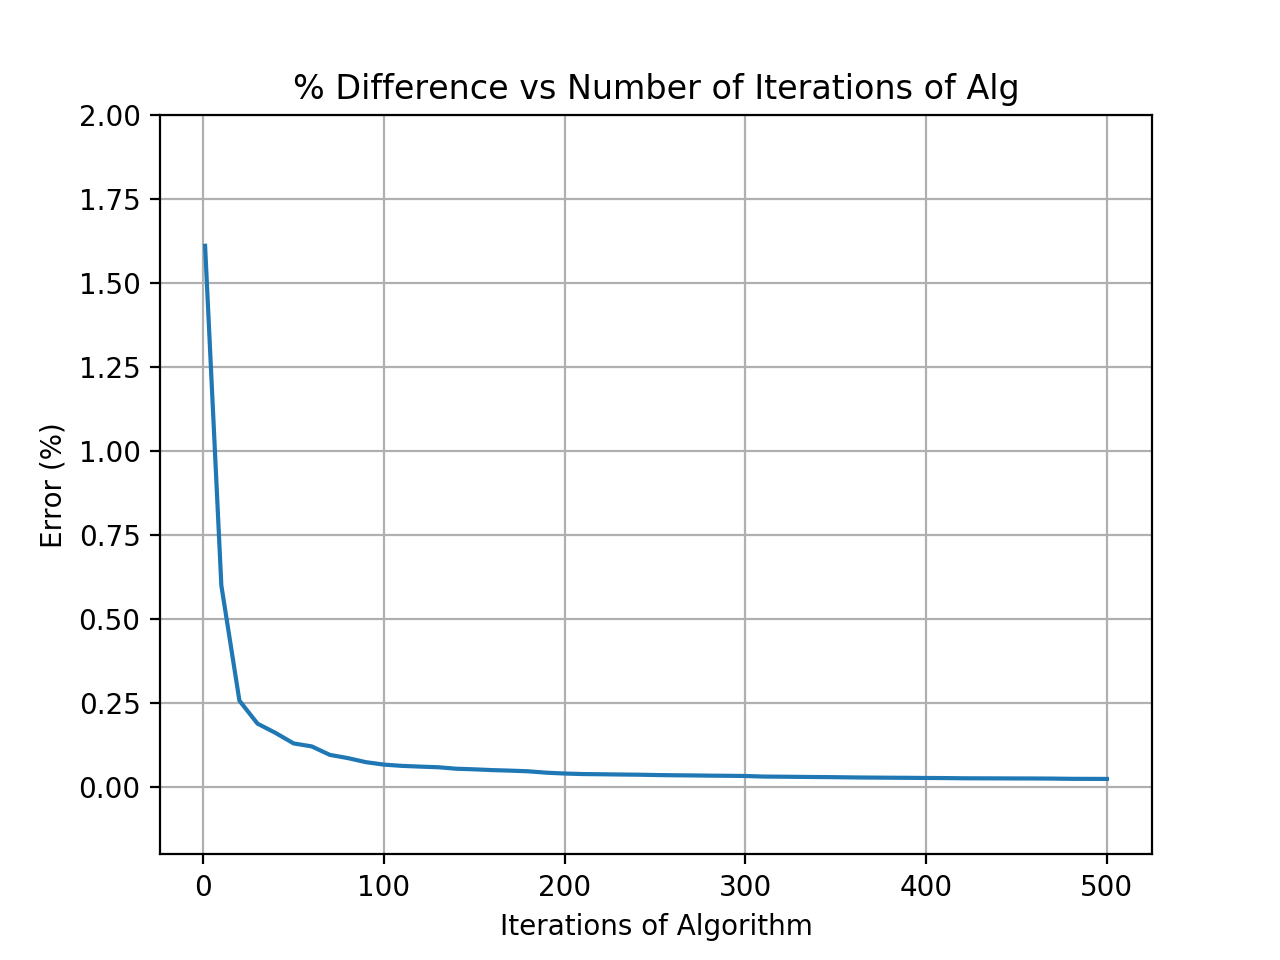 % Difference vs Number of Iterations of Alg
2.00
1.75
1.50
1.25
1.00
0.75
0.50
0.25
0.00
Error (%)
0 100 200 300 400 500
Iterations of Algorithm